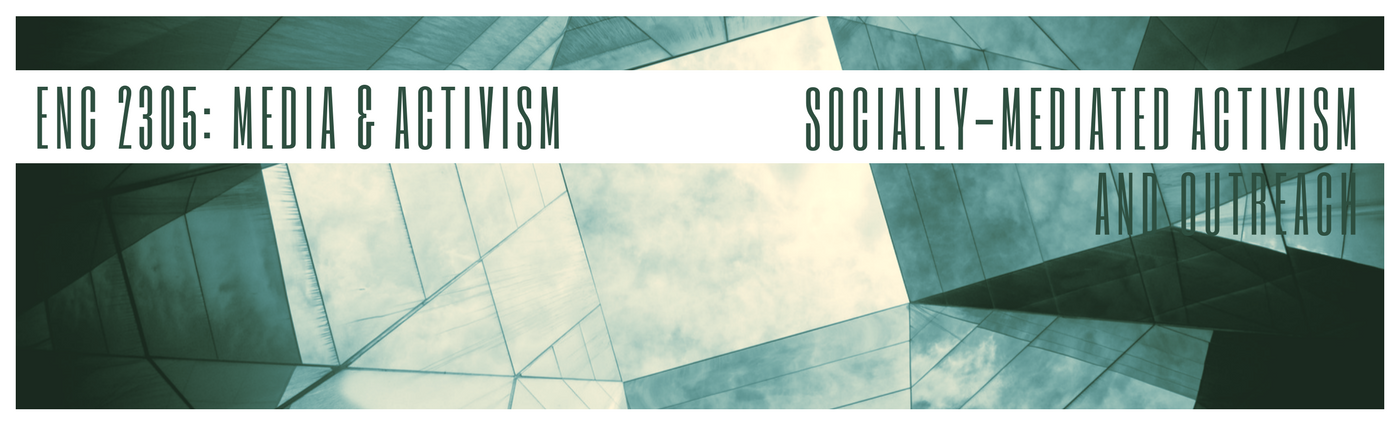 ENC 2305: MEDIA & ACTIVISM
SOCIALLY-MEDIATED ACTIVISM
AND OUTREACH